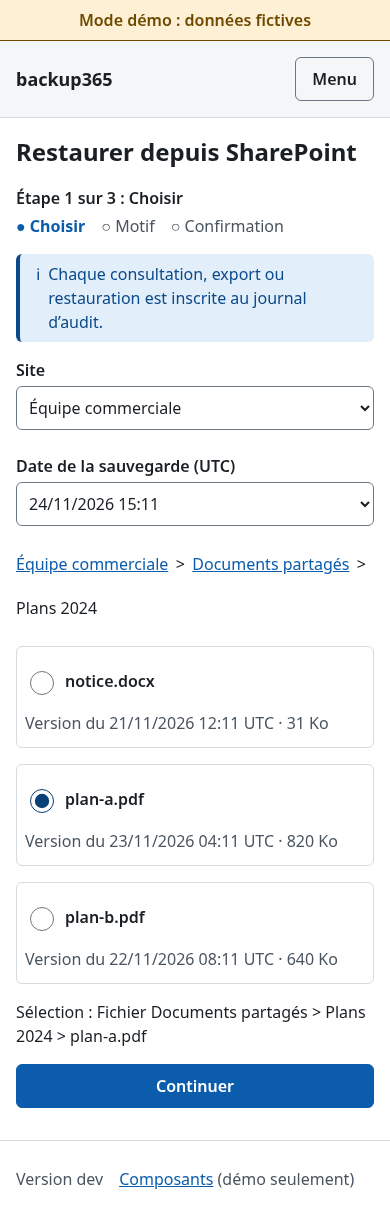 Mode démo : données fictives
backup365
Menu
Restaurer depuis SharePoint
Étape 1 sur 3 : Choisir
● Choisir ○ Motif ○ Confirmation
i Chaque consultation, export ou
restauration est inscrite au journal
d’audit.
Site
Équipe commerciale
Date de la sauvegarde (UTC)
24/11/2026 15:11
Équipe commerciale > Documents partagés >
Plans 2024
notice.docx
Version du 21/11/2026 12:11 UTC · 31 Ko
plan-a.pdf
Version du 23/11/2026 04:11 UTC · 820 Ko
plan-b.pdf
Version du 22/11/2026 08:11 UTC · 640 Ko
Sélection : Fichier Documents partagés > Plans
2024 > plan-a.pdf
Continuer
Version dev Composants (démo seulement)